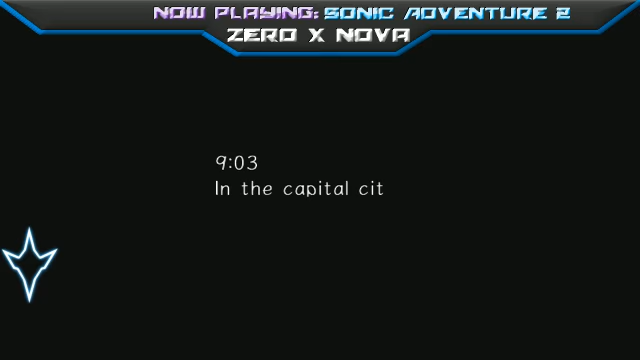 NOW PLAYING: SONIC ADVENTURE 2
ZERO X NOVA
9:03
In the capital cit